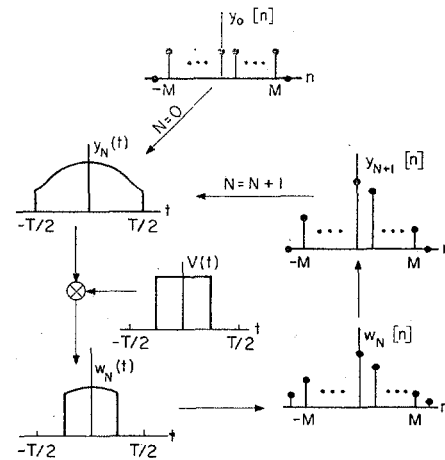 y₀ [n]
... ...
-M M n
N=0
y_N (t)
-T/2 T/2 t
N = N + 1
y_{N+1} [n]
... ...
-M M n
V(t)
-T/2 T/2 t
w_N (t)
-T/2 T/2 t
w_N [n]
... ...
-M M n